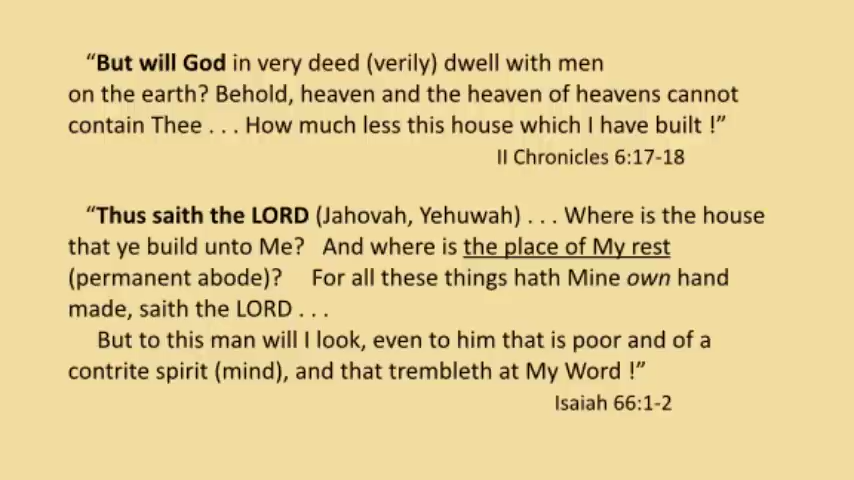 “But will God in very deed (verily) dwell with men
on the earth? Behold, heaven and the heaven of heavens cannot
contain Thee . . . How much less this house which I have built !”
II Chronicles 6:17-18
“Thus saith the LORD (Jahovah, Yehuwah) . . . Where is the house
that ye build unto Me? And where is the place of My rest
(permanent abode)? For all these things hath Mine own hand
made, saith the LORD . . .
But to this man will I look, even to him that is poor and of a
contrite spirit (mind), and that trembleth at My Word !”
Isaiah 66:1-2